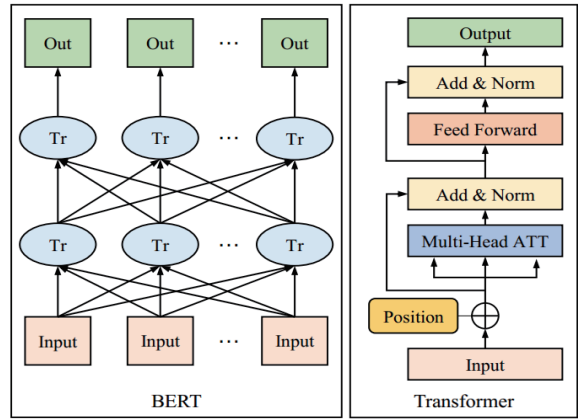 Out Out ... Out
Tr Tr ... Tr
Tr Tr ... Tr
Input Input ... Input
BERT
Output
Add & Norm
Feed Forward
Add & Norm
Multi-Head ATT
Position
Input
Transformer